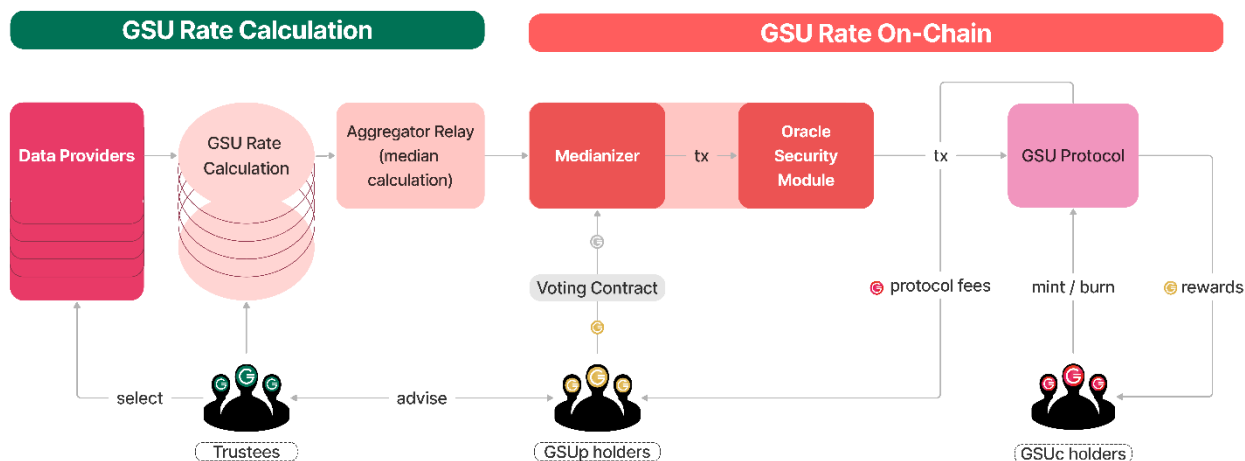 GSU Rate Calculation
GSU Rate On-Chain
Data Providers
GSU Rate
Calculation
Aggregator Relay
(median
calculation)
Medianizer
tx
Oracle
Security
Module
tx
GSU Protocol
Voting Contract
protocol fees
mint / burn
rewards
select
advise
Trustees
GSUp holders
GSUc holders